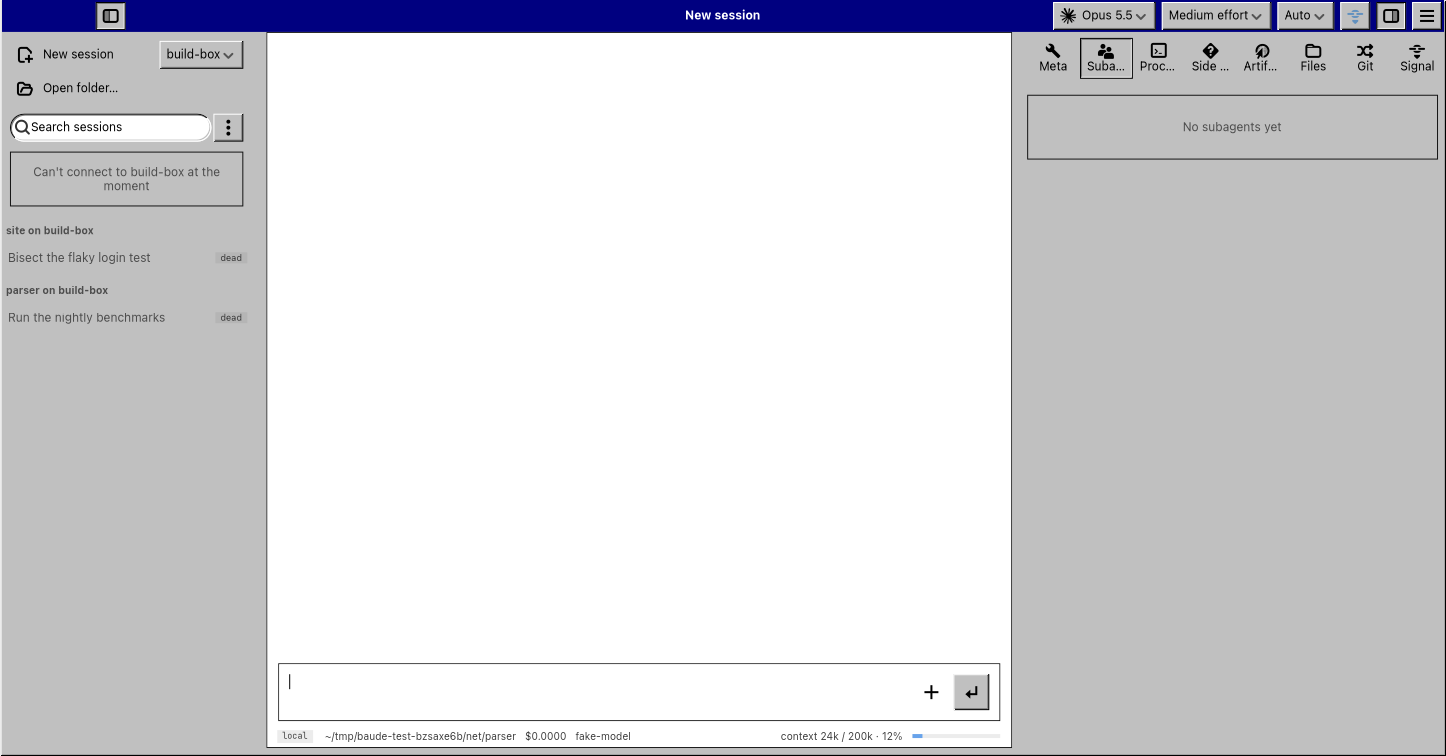 New session
Opus 5.5
Medium effort
Auto
New session
build-box
Open folder...
Search sessions
Can't connect to build-box at the
moment
site on build-box
Bisect the flaky login test
dead
parser on build-box
Run the nightly benchmarks
dead
Meta
Suba...
Proc...
Side ...
Artif...
Files
Git
Signal
No subagents yet
local
~/tmp/baude-test-bzsaxe6b/net/parser
$0.0000
fake-model
context 24k / 200k · 12%